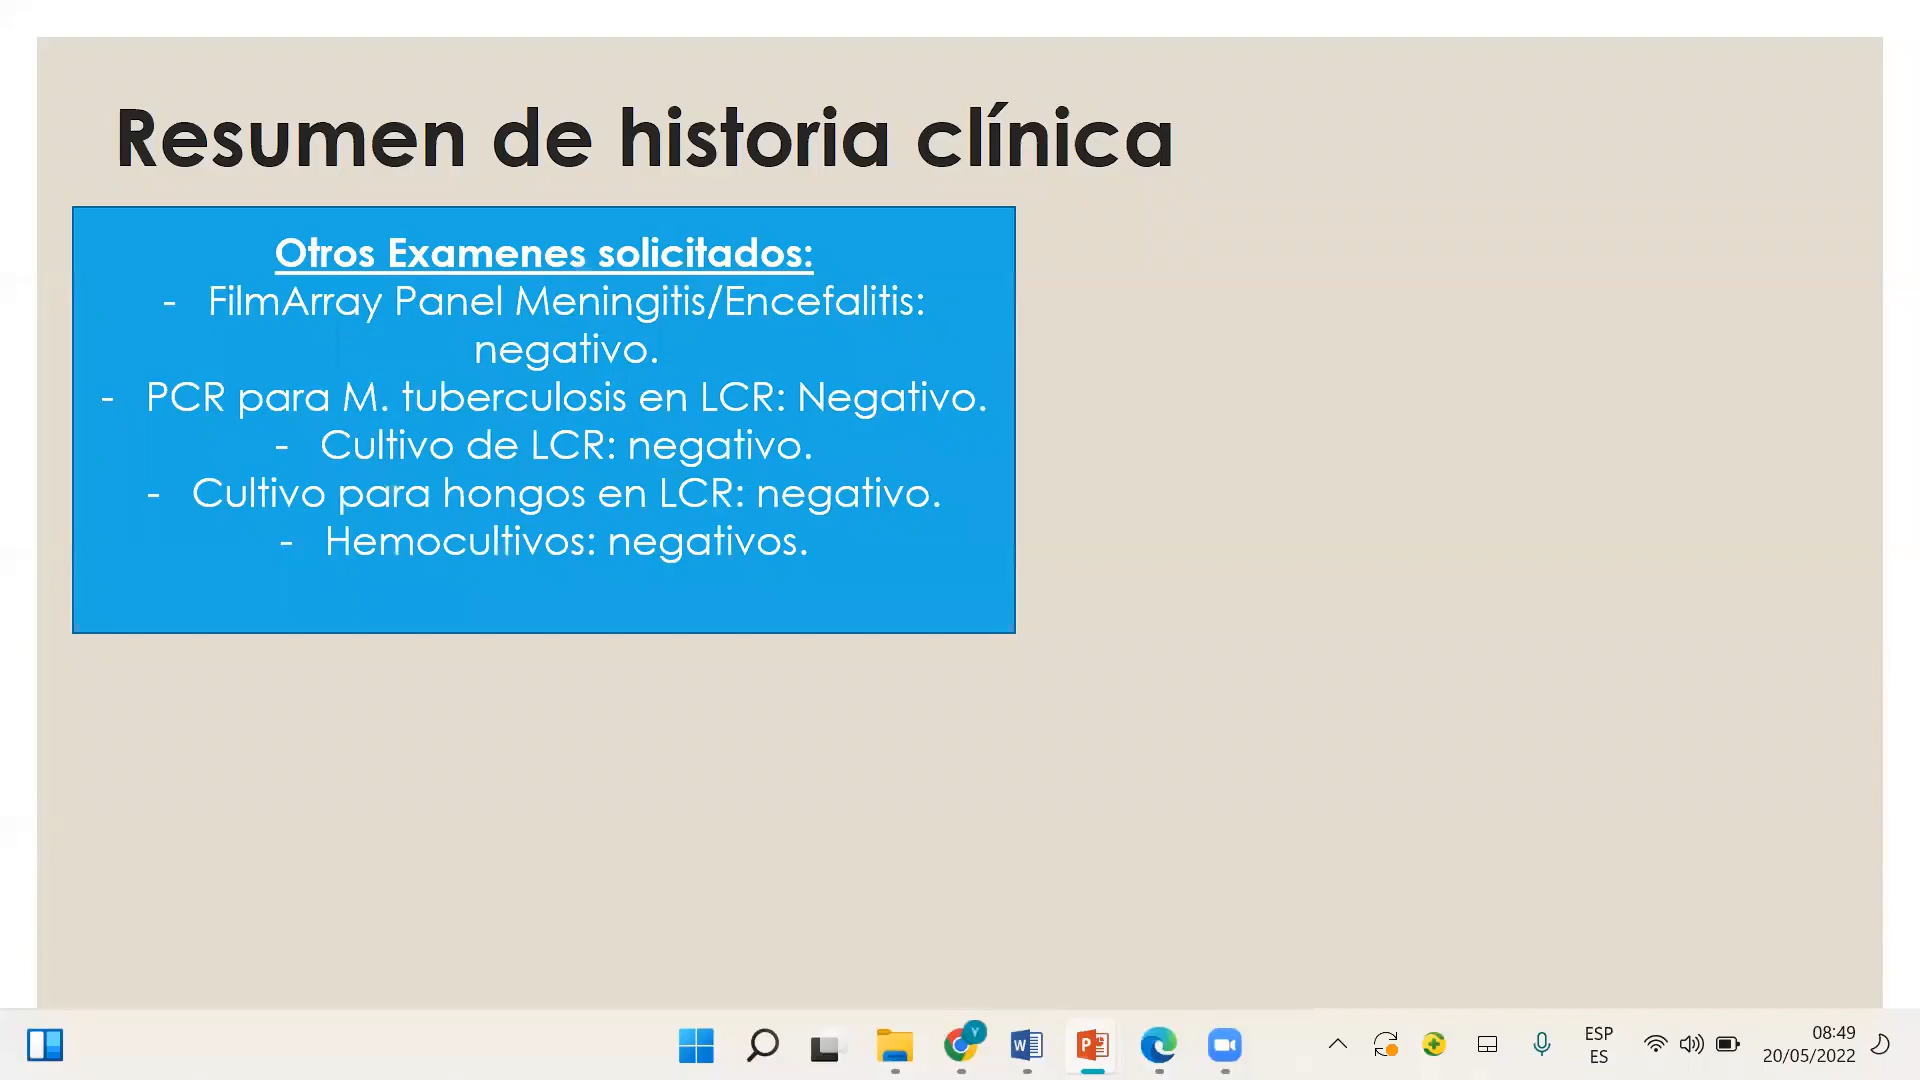 Resumen de historia clínica
Otros Examenes solicitados:
- FilmArray Panel Meningitis/Encefalitis:
negativo.
- PCR para M. tuberculosis en LCR: Negativo.
- Cultivo de LCR: negativo.
- Cultivo para hongos en LCR: negativo.
- Hemocultivos: negativos.
Y
W
P
ESP
ES
08:49
20/05/2022